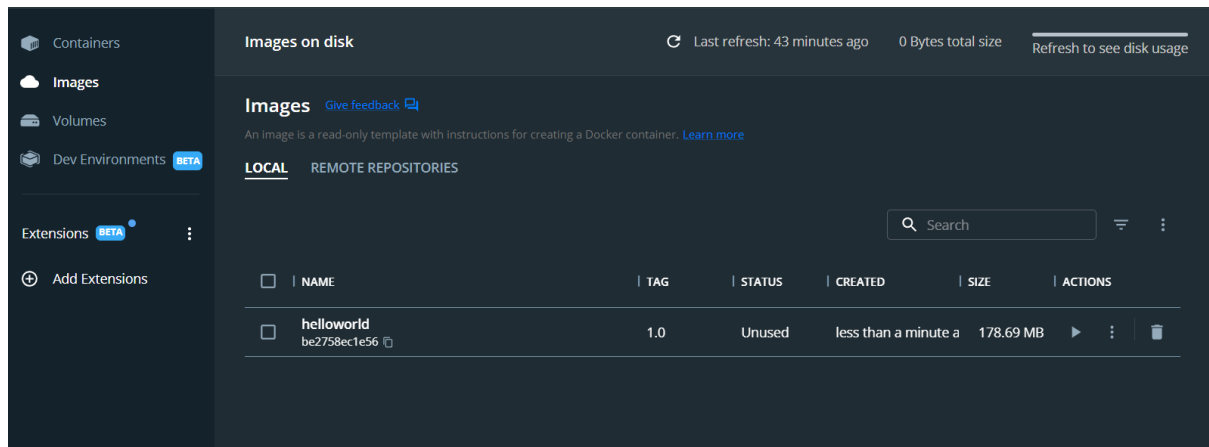 Containers
Images
Volumes
Dev Environments BETA
Extensions BETA
Add Extensions
Images on disk
Last refresh: 43 minutes ago
0 Bytes total size
Refresh to see disk usage
Images Give feedback
An image is a read-only template with instructions for creating a Docker container. Learn more
LOCAL REMOTE REPOSITORIES
Search
NAME TAG STATUS CREATED SIZE ACTIONS
helloworld 1.0 Unused less than a minute a 178.69 MB
be2758ec1e56